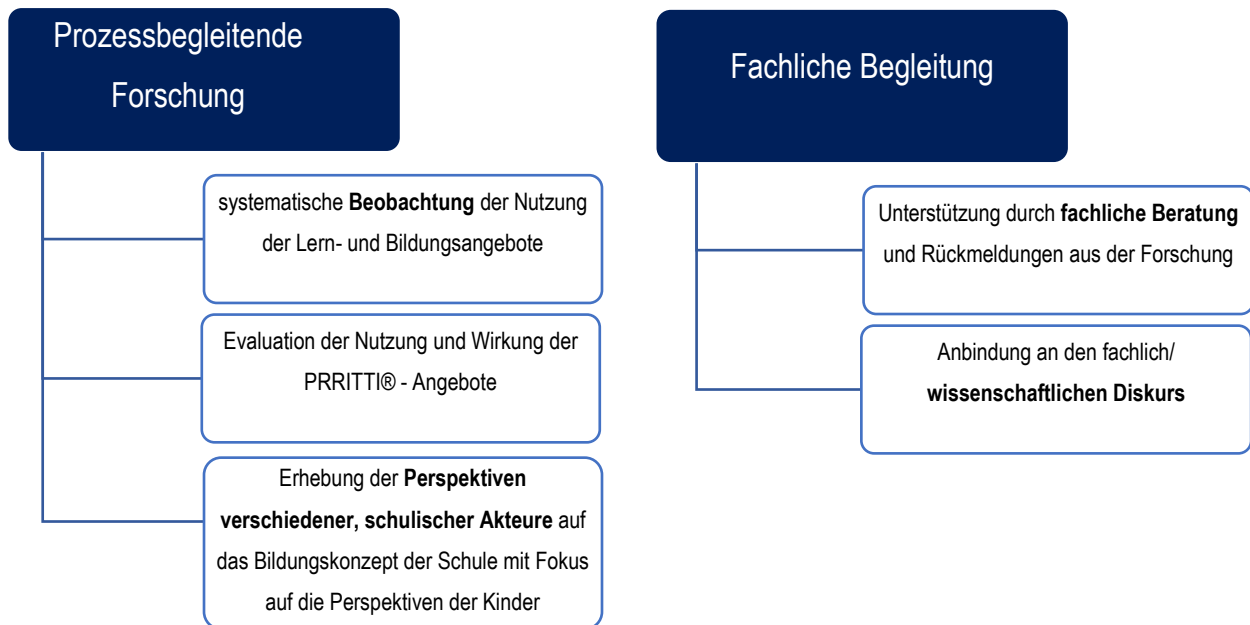 Prozessbegleitende
Forschung
systematische Beobachtung der Nutzung
der Lern- und Bildungsangebote
Evaluation der Nutzung und Wirkung der
PRRITTI® - Angebote
Erhebung der Perspektiven
verschiedener, schulischer Akteure auf
das Bildungskonzept der Schule mit Fokus
auf die Perspektiven der Kinder
Fachliche Begleitung
Unterstützung durch fachliche Beratung
und Rückmeldungen aus der Forschung
Anbindung an den fachlich/
wissenschaftlichen Diskurs